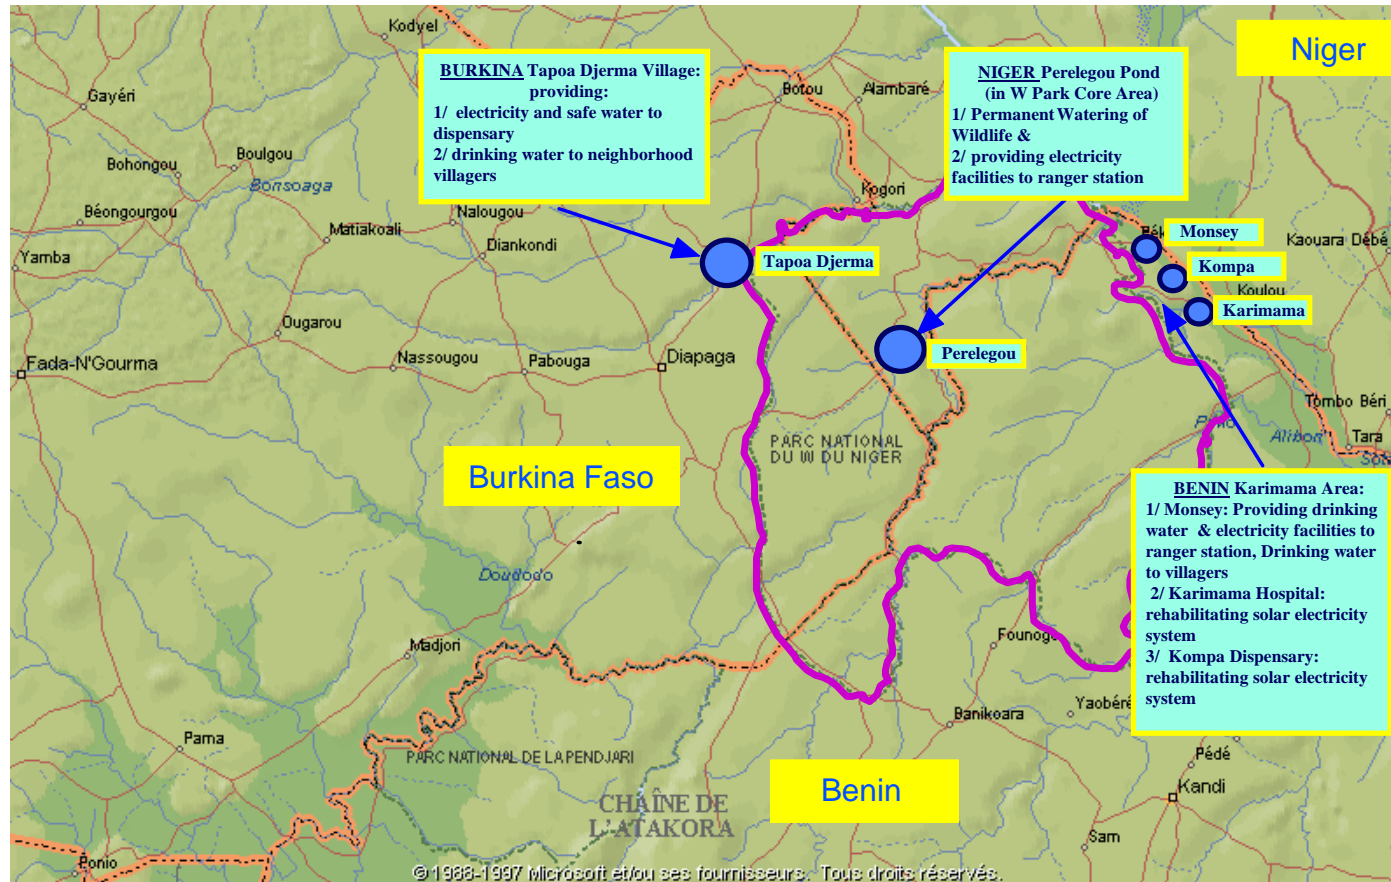 Kodyel
Niger
BURKINA Tapoa Djerma Village:
providing:
1/ electricity and safe water to
dispensary
2/ drinking water to neighborhood
villagers
NIGER Perelegou Pond
(in W Park Core Area)
1/ Permanent Watering of
Wildlife &
2/ providing electricity
facilities to ranger station
Gayéri
Botou
Alambaré
Bohongou
Boulgou
Bonsoaga
Kogori
Béongourgou
Nalougou
Matiakoali
Diankondi
Yamba
Tapoa Djerma
Monsey
Kaouara Débé
Kompa
Koulou
Karimama
Ougarou
Fada-N'Gourma
Nassougou
Pabouga
Diapaga
Perelegou
Tombo Béri
Alibori
Tara
PARC NATIONAL
DU W DU NIGER
Burkina Faso
BENIN Karimama Area:
1/ Monsey: Providing drinking
water & electricity facilities to
ranger station, Drinking water
to villagers
2/ Karimama Hospital:
rehabilitating solar electricity
system
3/ Kompa Dispensary:
rehabilitating solar electricity
system
Doudodo
Madjori
Founogo
Yaobéré
Banikoara
Pama
PARC NATIONAL DE LA PENDJARI
Pédé
Benin
Kandi
CHAÎNE DE
L'ATAKORA
Sam
Ponio
© 1988-1997 Microsoft et/ou ses fournisseurs. Tous droits réservés.